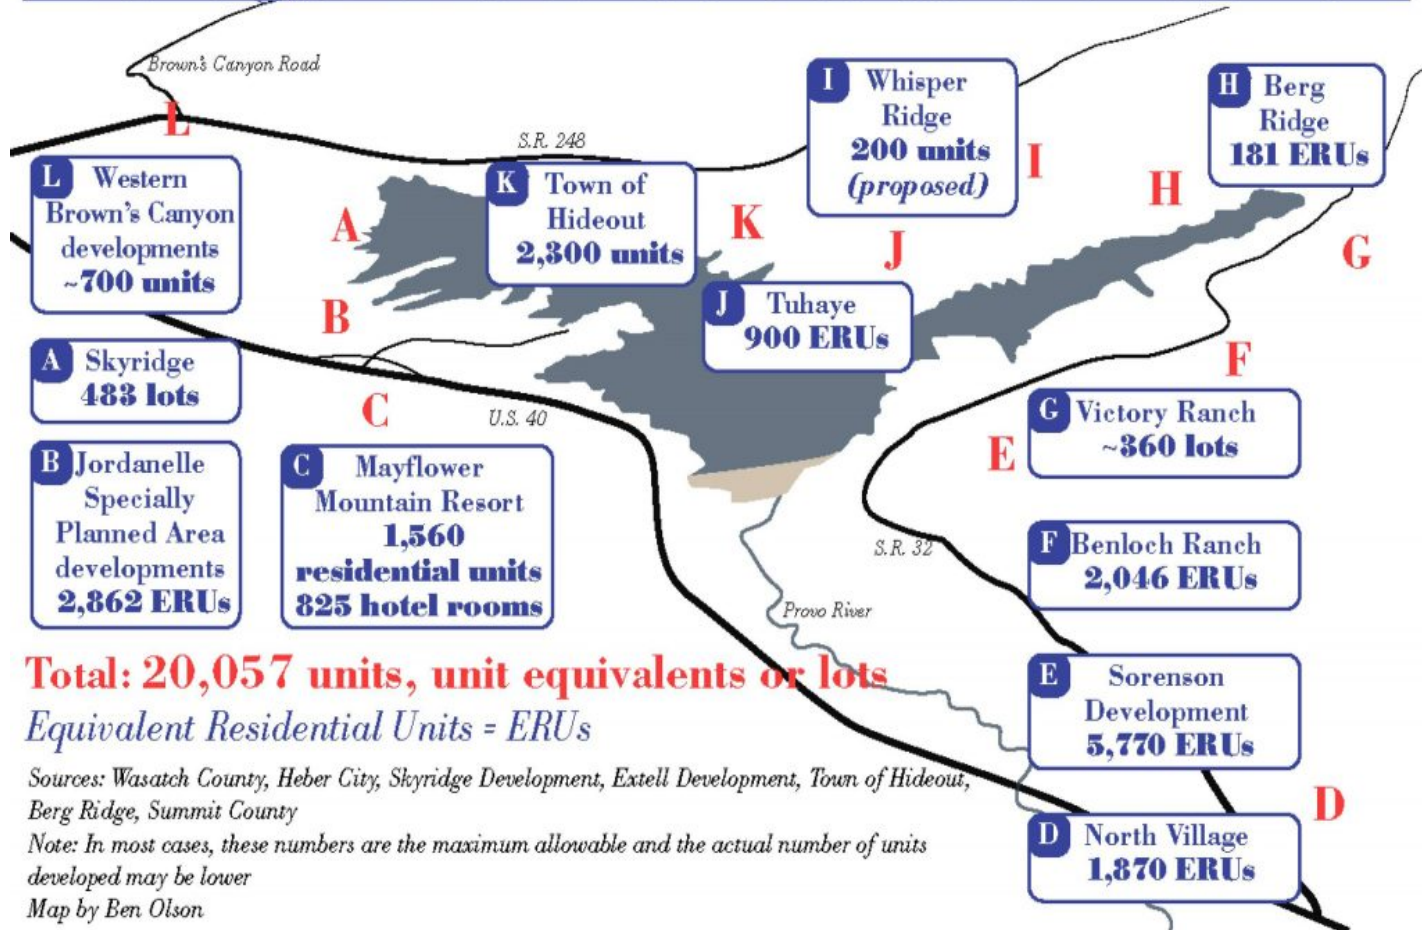 Brown's Canyon Road
L
S.R. 248
I Whisper
Ridge
200 units
(proposed)
I
H Berg
Ridge
181 ERUs
H
G
L Western
Brown's Canyon
developments
~700 units
A
K Town of
Hideout
2,300 units
K
J
B
J Tuhaye
900 ERUs
F
A Skyridge
483 lots
C
U.S. 40
G Victory Ranch
~360 lots
E
B Jordanelle
Specially
Planned Area
developments
2,862 ERUs
C Mayflower
Mountain Resort
1,560
residential units
825 hotel rooms
S.R. 32
F Benloch Ranch
2,046 ERUs
Provo River
E Sorenson
Development
5,770 ERUs
D
D North Village
1,870 ERUs
Total: 20,057 units, unit equivalents or lots
Equivalent Residential Units = ERUs
Sources: Wasatch County, Heber City, Skyridge Development, Extell Development, Town of Hideout,
Berg Ridge, Summit County
Note: In most cases, these numbers are the maximum allowable and the actual number of units
developed may be lower
Map by Ben Olson